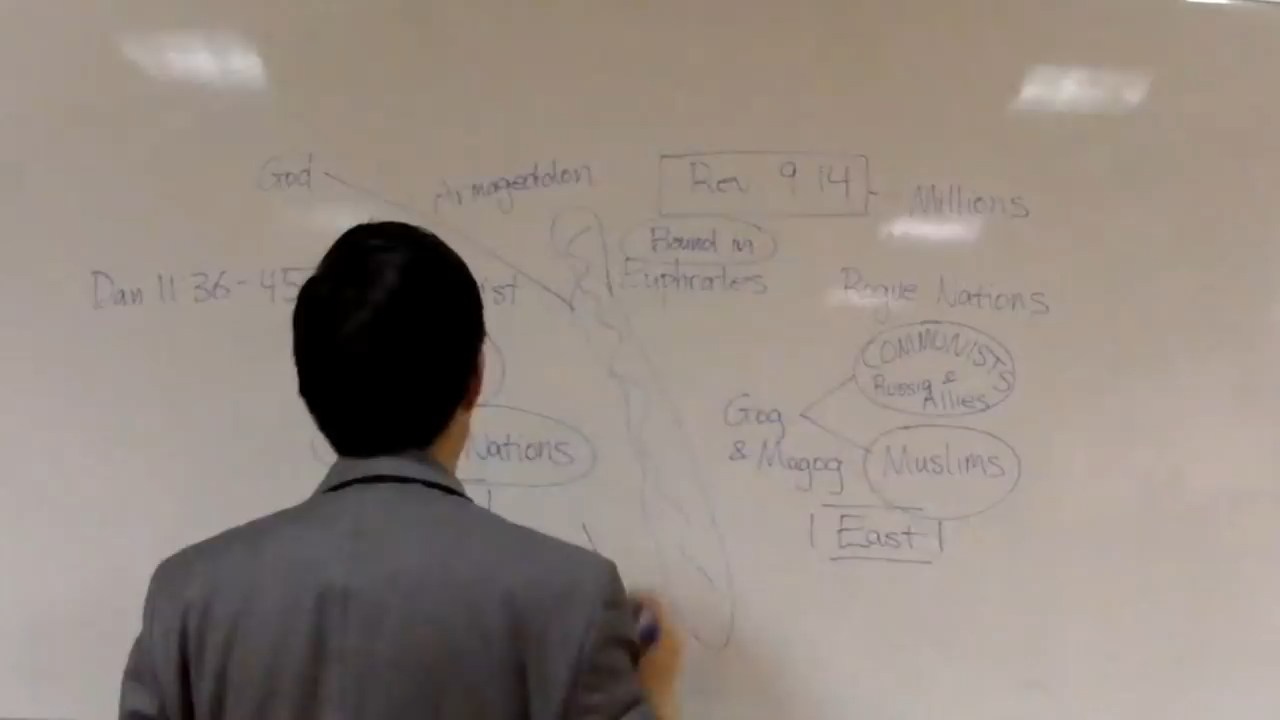 God
Armageddon
Rev 9 14
Millions
Bound in
Euphrates
Dan 11 36-45
Rogue Nations
COMMUNISTS
Russia &
Allies
Gog
& Magog
Muslims
Nations
East